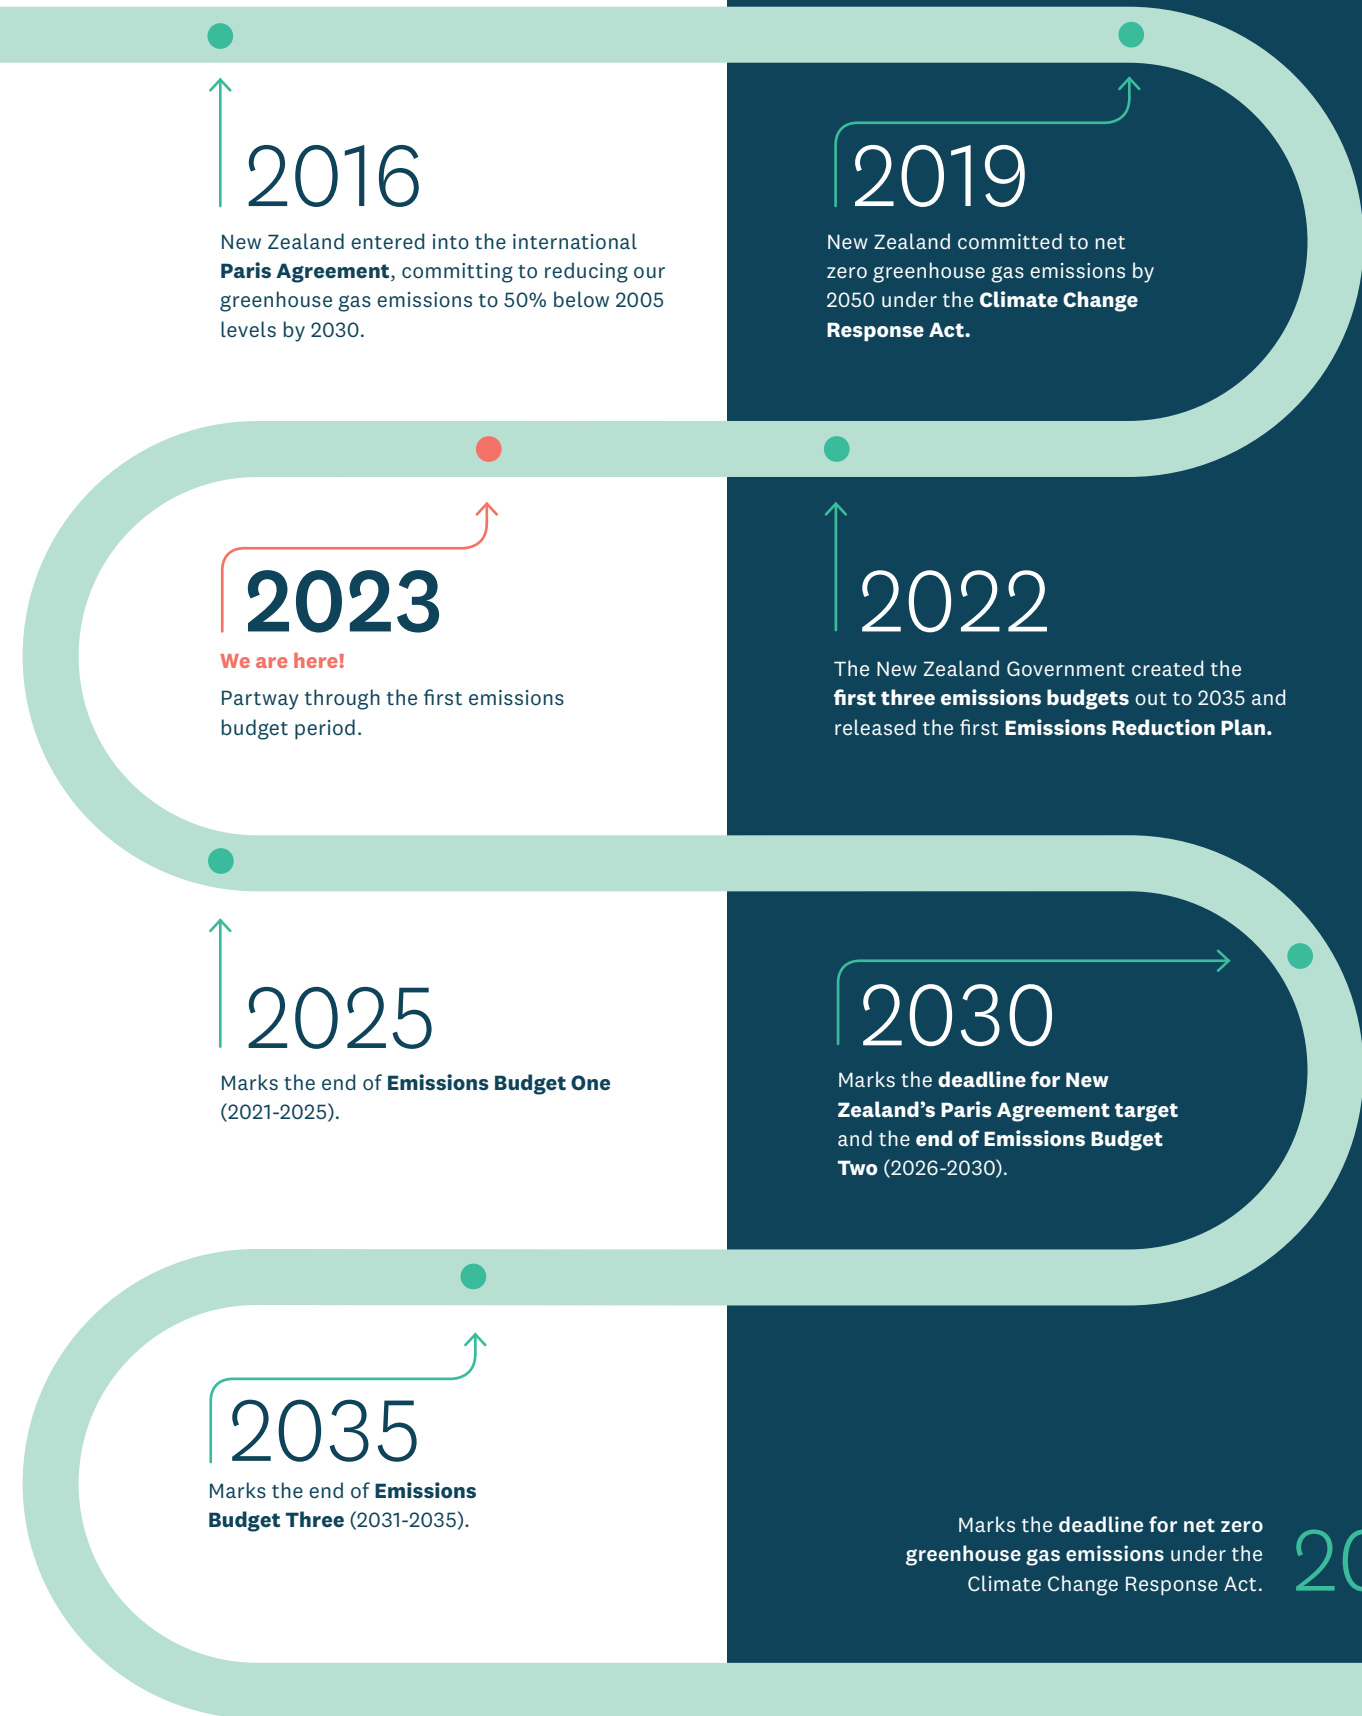 2016
New Zealand entered into the international
Paris Agreement, committing to reducing our
greenhouse gas emissions to 50% below 2005
levels by 2030.
2019
New Zealand committed to net
zero greenhouse gas emissions by
2050 under the Climate Change
Response Act.
2022
The New Zealand Government created the
first three emissions budgets out to 2035 and
released the first Emissions Reduction Plan.
2023
We are here!
Partway through the first emissions
budget period.
2025
Marks the end of Emissions Budget One
(2021-2025).
2030
Marks the deadline for New
Zealand’s Paris Agreement target
and the end of Emissions Budget
Two (2026-2030).
2035
Marks the end of Emissions
Budget Three (2031-2035).
Marks the deadline for net zero
greenhouse gas emissions under the
Climate Change Response Act.